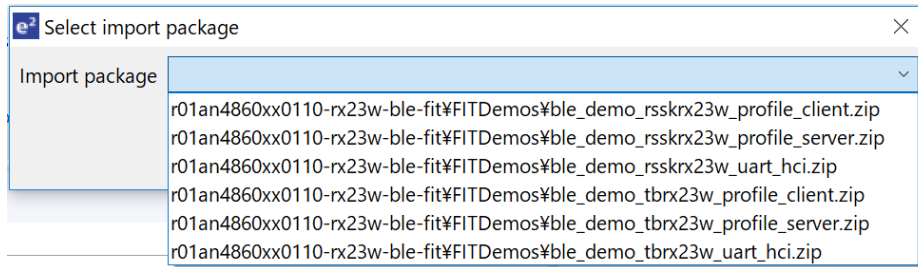 e² Select import package
Import package
r01an4860xx0110-rx23w-ble-fit¥FITDemos¥ble_demo_rsskrx23w_profile_client.zip
r01an4860xx0110-rx23w-ble-fit¥FITDemos¥ble_demo_rsskrx23w_profile_server.zip
r01an4860xx0110-rx23w-ble-fit¥FITDemos¥ble_demo_rsskrx23w_uart_hci.zip
r01an4860xx0110-rx23w-ble-fit¥FITDemos¥ble_demo_tbrx23w_profile_client.zip
r01an4860xx0110-rx23w-ble-fit¥FITDemos¥ble_demo_tbrx23w_profile_server.zip
r01an4860xx0110-rx23w-ble-fit¥FITDemos¥ble_demo_tbrx23w_uart_hci.zip